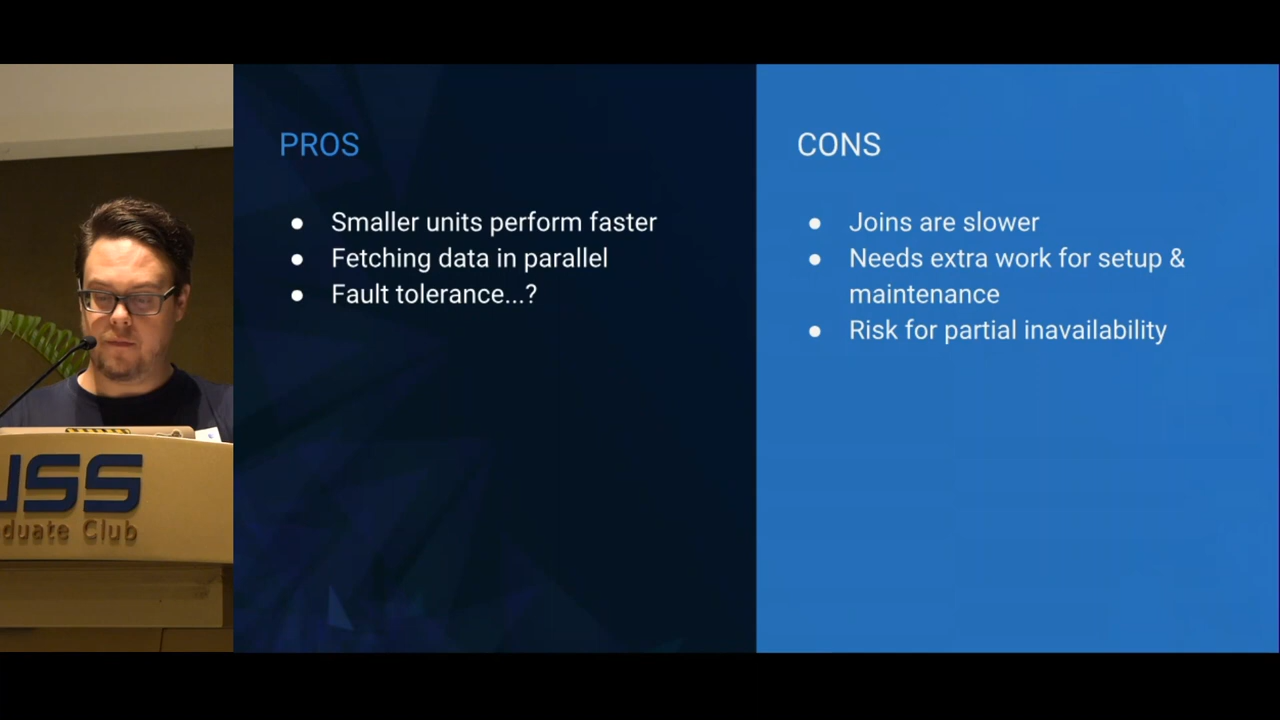 PROS
● Smaller units perform faster
● Fetching data in parallel
● Fault tolerance...?
CONS
● Joins are slower
● Needs extra work for setup &
maintenance
● Risk for partial inavailability
USS
duate Club